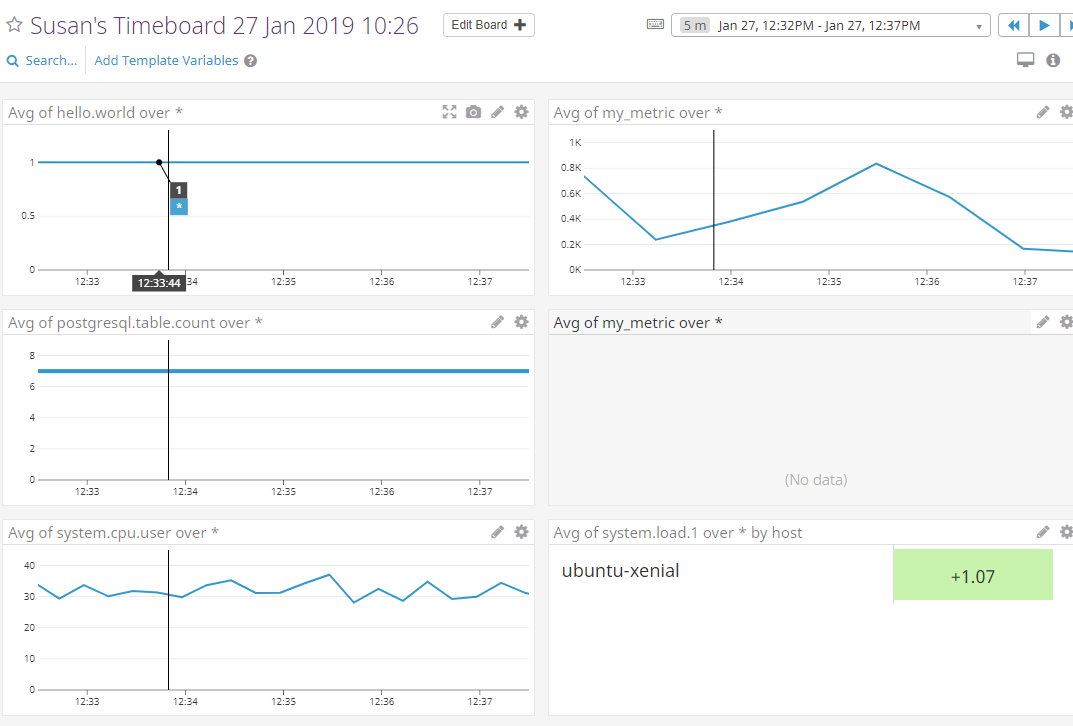 Susan's Timeboard 27 Jan 2019 10:26
Edit Board
5 m Jan 27, 12:32PM - Jan 27, 12:37PM
Search...
Add Template Variables ?
Avg of hello.world over *
1
0.5
0
1
*
12:33
12:33:44
34
12:35
12:36
12:37
Avg of my_metric over *
1K
0.8K
0.6K
0.4K
0.2K
0K
12:33
12:34
12:35
12:36
12:37
Avg of postgresql.table.count over *
8
6
4
2
0
12:33
12:34
12:35
12:36
12:37
Avg of my_metric over *
(No data)
Avg of system.cpu.user over *
40
30
20
10
0
12:33
12:34
12:35
12:36
12:37
Avg of system.load.1 over * by host
ubuntu-xenial
+1.07